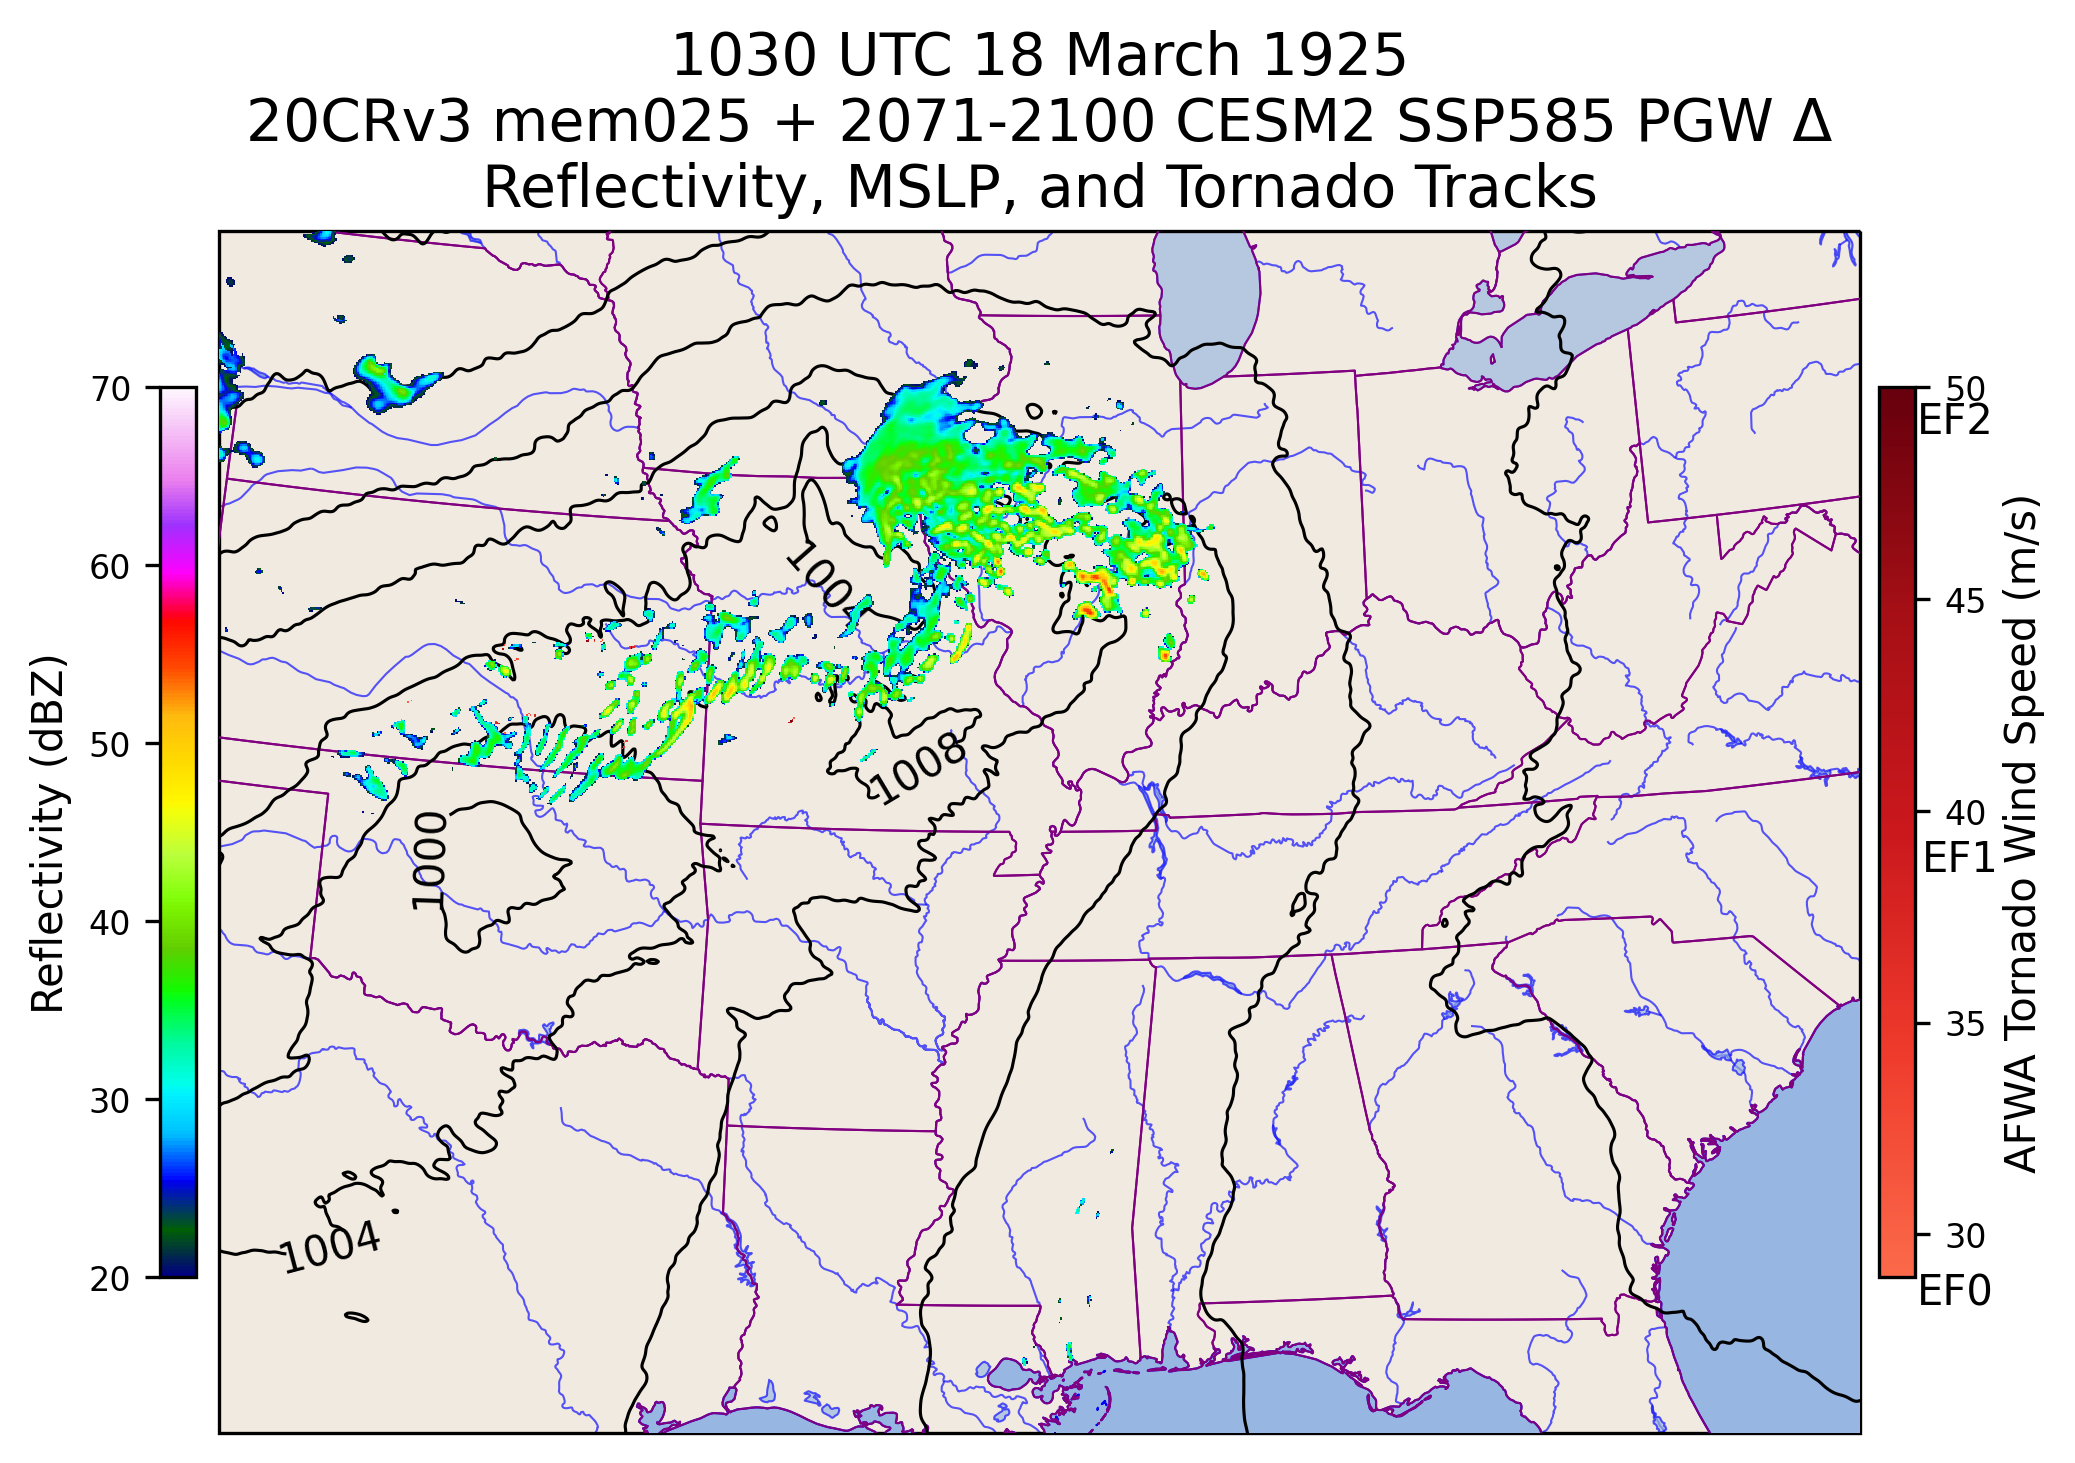 1030 UTC 18 March 1925
20CRv3 mem025 + 2071-2100 CESM2 SSP585 PGW Δ
Reflectivity, MSLP, and Tornado Tracks
Reflectivity (dBZ)
70
60
50
40
30
20
100
1008
1000
1004
50
EF2
45
40
EF1
35
30
EF0
AFWA Tornado Wind Speed (m/s)